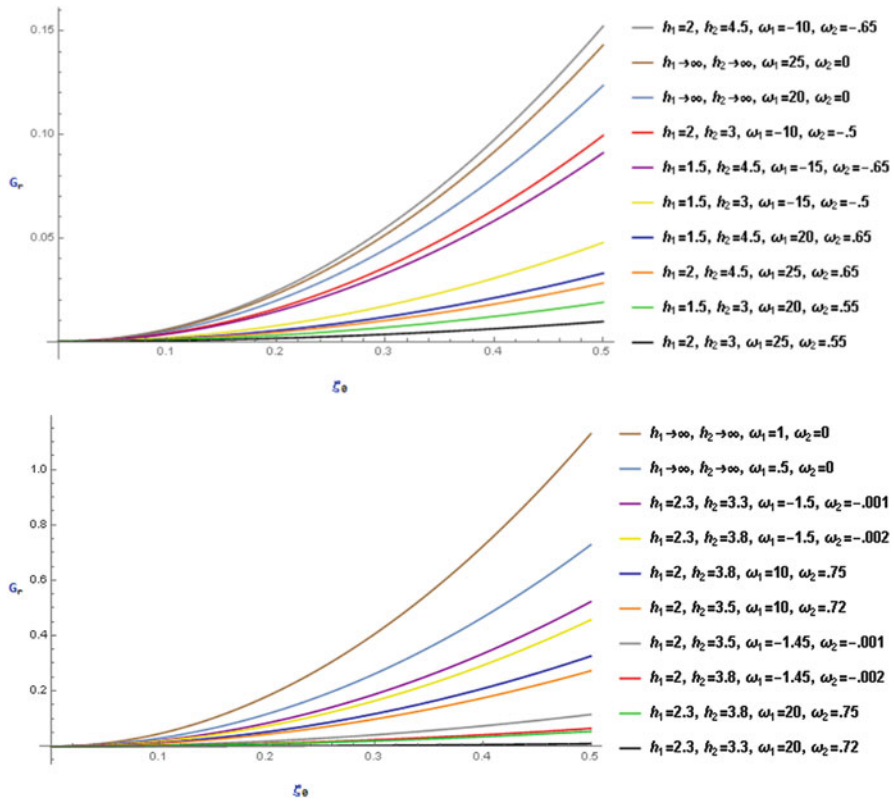 0.15
0.10
0.05
Gᵣ
0.1 0.2 0.3 0.4 0.5
ξ₀
h₁=2, h₂=4.5, ω₁=-10, ω₂=-.65
h₁→∞, h₂→∞, ω₁=25, ω₂=0
h₁→∞, h₂→∞, ω₁=20, ω₂=0
h₁=2, h₂=3, ω₁=-10, ω₂=-.5
h₁=1.5, h₂=4.5, ω₁=-15, ω₂=-.65
h₁=1.5, h₂=3, ω₁=-15, ω₂=-.5
h₁=1.5, h₂=4.5, ω₁=20, ω₂=.65
h₁=2, h₂=4.5, ω₁=25, ω₂=.65
h₁=1.5, h₂=3, ω₁=20, ω₂=.55
h₁=2, h₂=3, ω₁=25, ω₂=.55
1.0
0.8
0.6
Gᵣ
0.4
0.2
0.1 0.2 0.3 0.4 0.5
ξ₀
h₁→∞, h₂→∞, ω₁=1, ω₂=0
h₁→∞, h₂→∞, ω₁=.5, ω₂=0
h₁=2.3, h₂=3.3, ω₁=-1.5, ω₂=-.001
h₁=2.3, h₂=3.8, ω₁=-1.5, ω₂=-.002
h₁=2, h₂=3.8, ω₁=10, ω₂=.75
h₁=2, h₂=3.5, ω₁=10, ω₂=.72
h₁=2, h₂=3.5, ω₁=-1.45, ω₂=-.001
h₁=2, h₂=3.8, ω₁=-1.45, ω₂=-.002
h₁=2.3, h₂=3.8, ω₁=20, ω₂=.75
h₁=2.3, h₂=3.3, ω₁=20, ω₂=.72